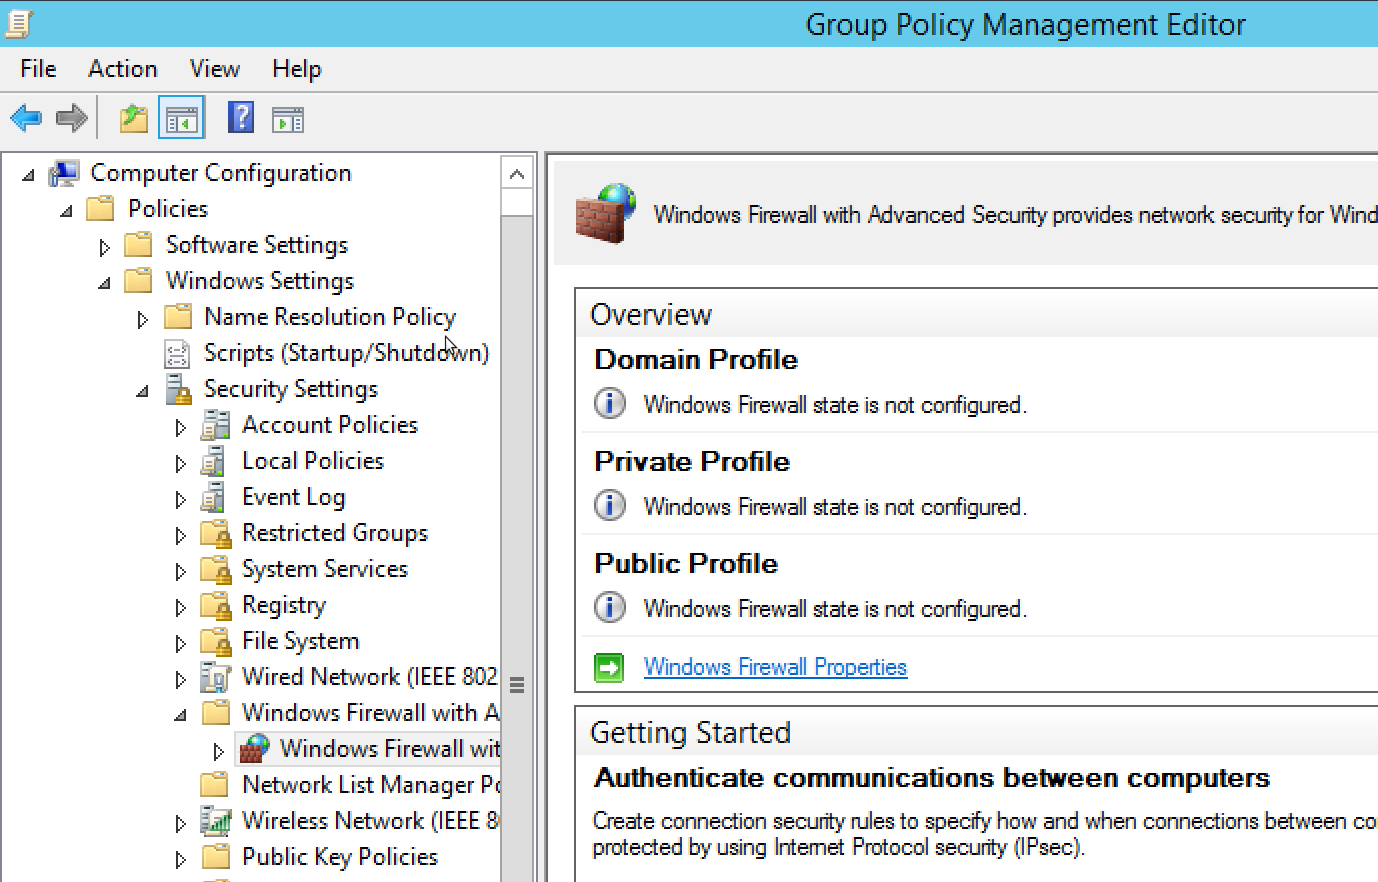 Group Policy Management Editor
File Action View Help
Computer Configuration
Policies
Software Settings
Windows Settings
Name Resolution Policy
Scripts (Startup/Shutdown)
Security Settings
Account Policies
Local Policies
Event Log
Restricted Groups
System Services
Registry
File System
Wired Network (IEEE 802
Windows Firewall with A
Windows Firewall wit
Network List Manager Po
Wireless Network (IEEE 8
Public Key Policies
Windows Firewall with Advanced Security provides network security for Wind
Overview
Domain Profile
Windows Firewall state is not configured.
Private Profile
Windows Firewall state is not configured.
Public Profile
Windows Firewall state is not configured.
Windows Firewall Properties
Getting Started
Authenticate communications between computers
Create connection security rules to specify how and when connections between co
protected by using Internet Protocol security (IPsec).